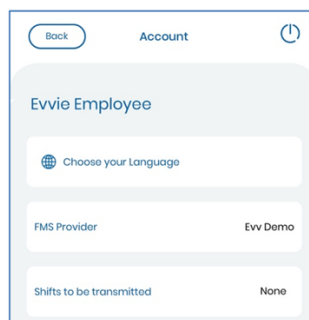 Back
Account
Evvie Employee
Choose your Language
FMS Provider Evv Demo
Shifts to be transmitted None